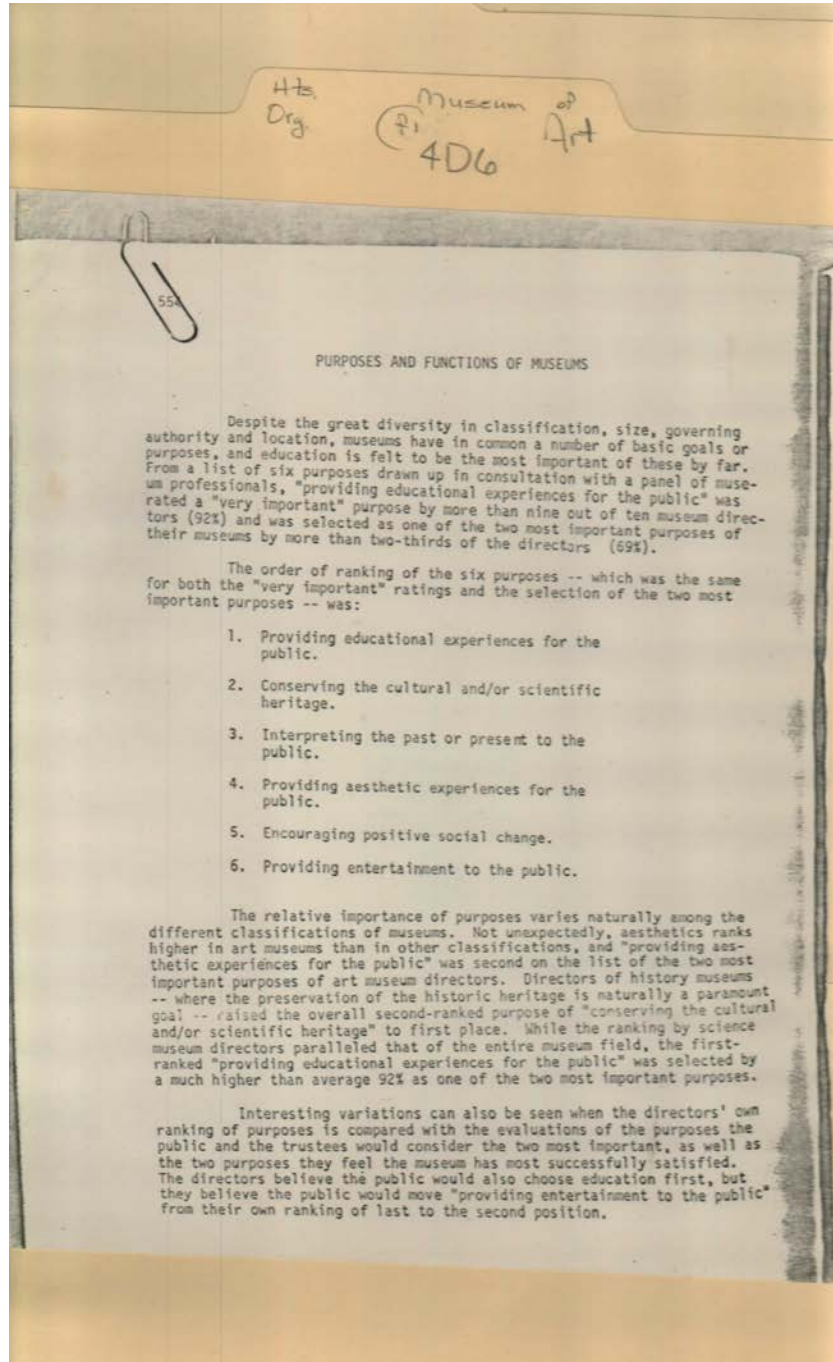 Hts. Museum of
Org. Art
4D6
55
PURPOSES AND FUNCTIONS OF MUSEUMS
Despite the great diversity in classification, size, governing
authority and location, museums have in common a number of basic goals or
purposes, and education is felt to be the most important of these by far.
From a list of six purposes drawn up in consultation with a panel of muse-
um professionals, "providing educational experiences for the public" was
rated a "very important" purpose by more than nine out of ten museum direc-
tors (92%) and was selected as one of the two most important purposes of
their museums by more than two-thirds of the directors (69%).
The order of ranking of the six purposes -- which was the same
for both the "very important" ratings and the selection of the two most
important purposes -- was:
1. Providing educational experiences for the
public.
2. Conserving the cultural and/or scientific
heritage.
3. Interpreting the past or present to the
public.
4. Providing aesthetic experiences for the
public.
5. Encouraging positive social change.
6. Providing entertainment to the public.
The relative importance of purposes varies naturally among the
different classifications of museums. Not unexpectedly, aesthetics ranks
higher in art museums than in other classifications, and "providing aes-
thetic experiences for the public" was second on the list of the two most
important purposes of art museum directors. Directors of history museums
-- where the preservation of the historic heritage is naturally a paramount
goal -- raised the overall second-ranked purpose of "conserving the cultural
and/or scientific heritage" to first place. While the ranking by science
museum directors paralleled that of the entire museum field, the first-
ranked "providing educational experiences for the public" was selected by
a much higher than average 92% as one of the two most important purposes.
Interesting variations can also be seen when the directors' own
ranking of purposes is compared with the evaluations of the purposes the
public and the trustees would consider the two most important, as well as
the two purposes they feel the museum has most successfully satisfied.
The directors believe the public would also choose education first, but
they believe the public would move "providing entertainment to the public"
from their own ranking of last to the second position.